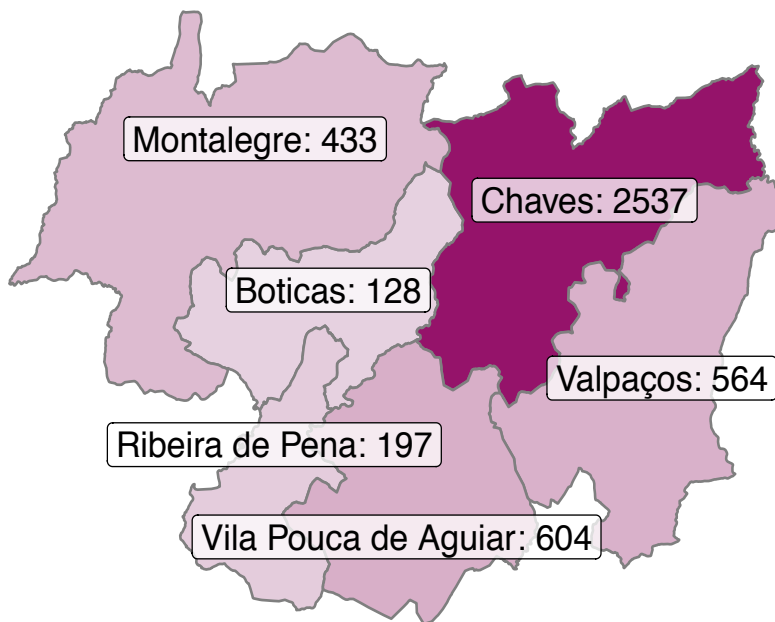 Montalegre: 433
Chaves: 2537
Boticas: 128
Valpaços: 564
Ribeira de Pena: 197
Vila Pouca de Aguiar: 604